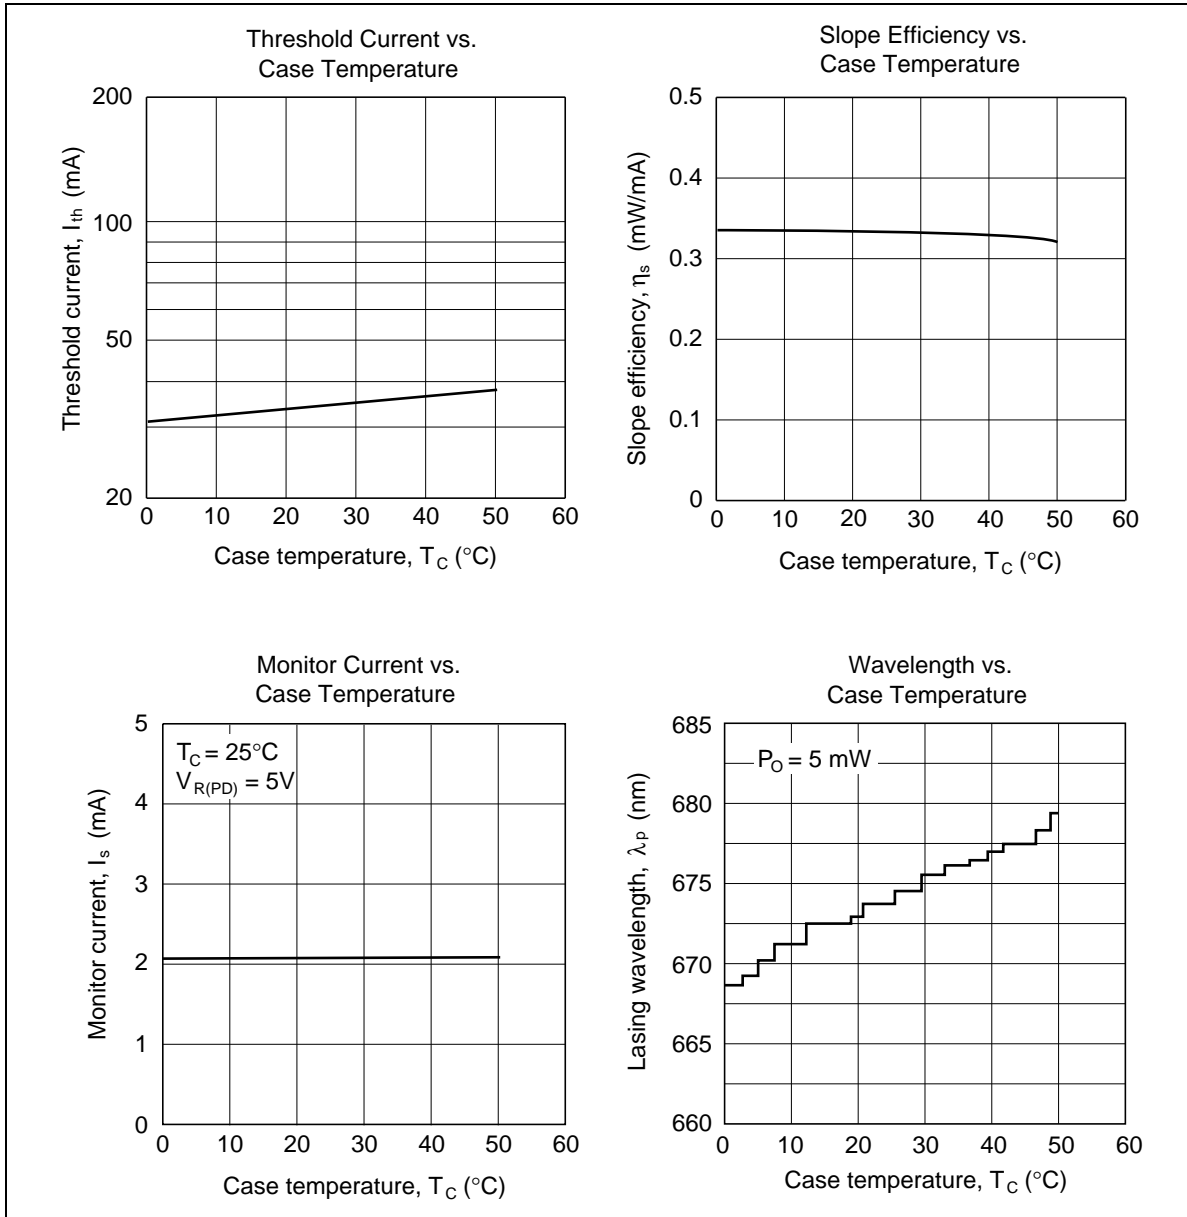 Threshold Current vs.
Case Temperature
200
100
50
20
0 10 20 30 40 50 60
Threshold current, Ith (mA)
Case temperature, TC (°C)
Slope Efficiency vs.
Case Temperature
0.5
0.4
0.3
0.2
0.1
0
0 10 20 30 40 50 60
Slope efficiency, ηs (mW/mA)
Case temperature, TC (°C)
Monitor Current vs.
Case Temperature
5
4
3
2
1
0
TC = 25°C
VR(PD) = 5V
0 10 20 30 40 50 60
Monitor current, Is (mA)
Case temperature, TC (°C)
Wavelength vs.
Case Temperature
685
680
675
670
665
660
PO = 5 mW
0 10 20 30 40 50 60
Lasing wavelength, λp (nm)
Case temperature, TC (°C)